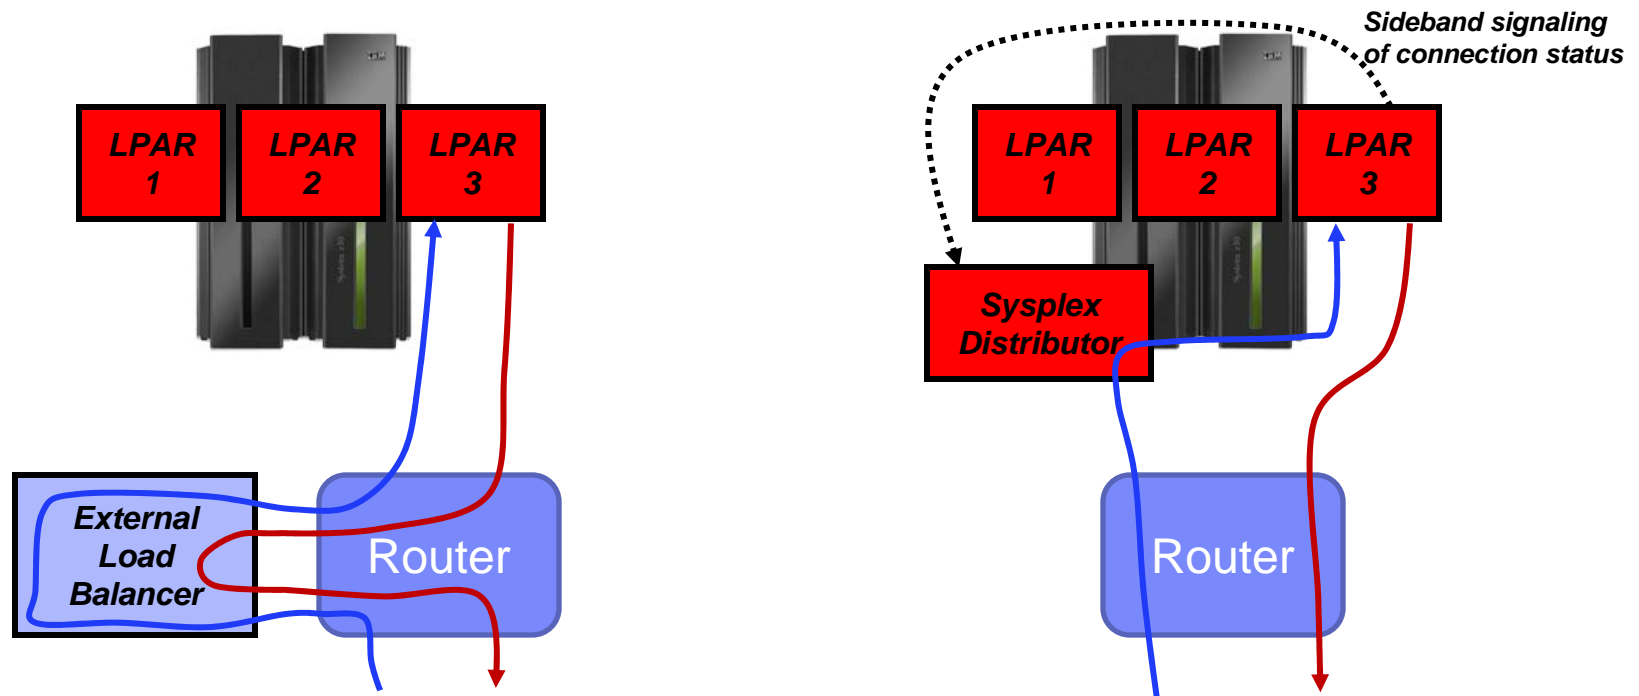 Sideband signaling
of connection status
LPAR
1
LPAR
2
LPAR
3
LPAR
1
LPAR
2
LPAR
3
Sysplex
Distributor
External
Load
Balancer
Router
Router